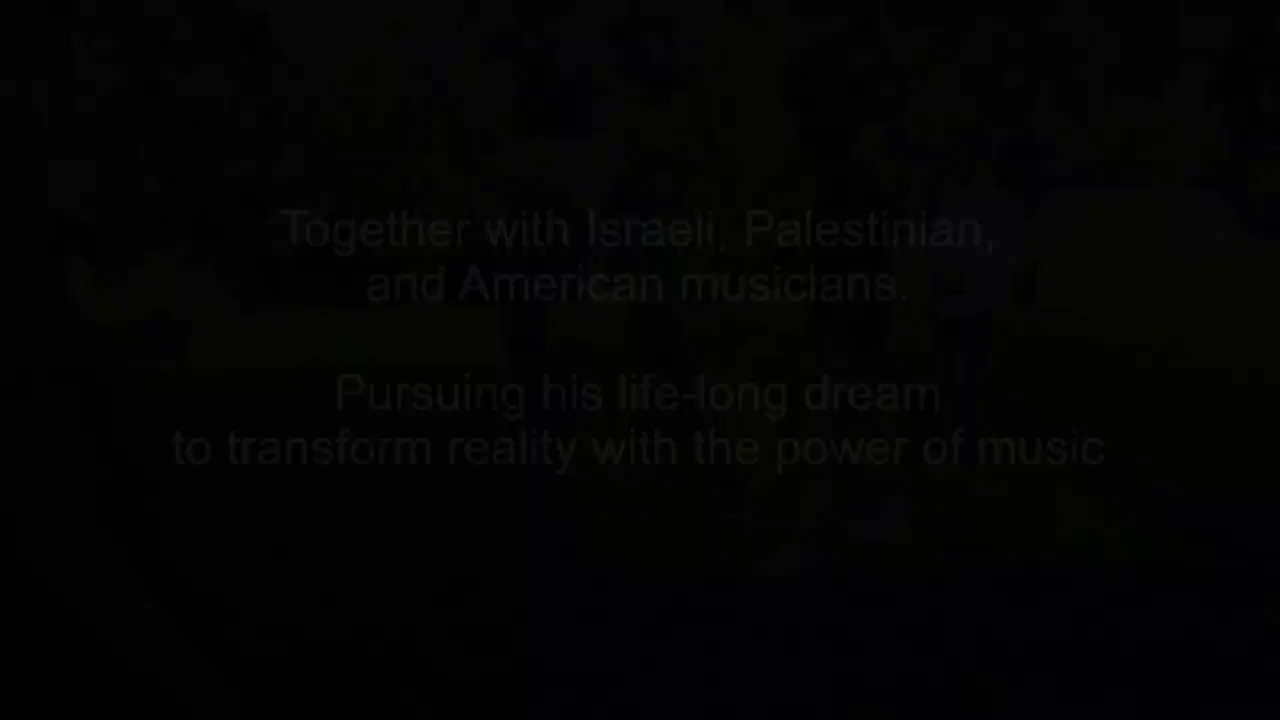 Together with Israeli, Palestinian,
and American musicians.
Pursuing his life-long dream
to transform reality with the power of music